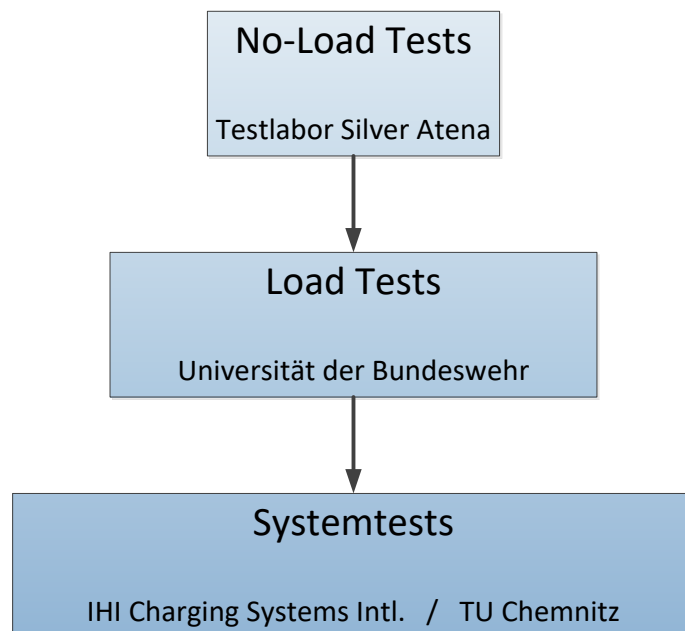 No-Load Tests
Testlabor Silver Atena
Load Tests
Universität der Bundeswehr
Systemtests
IHI Charging Systems Intl. / TU Chemnitz